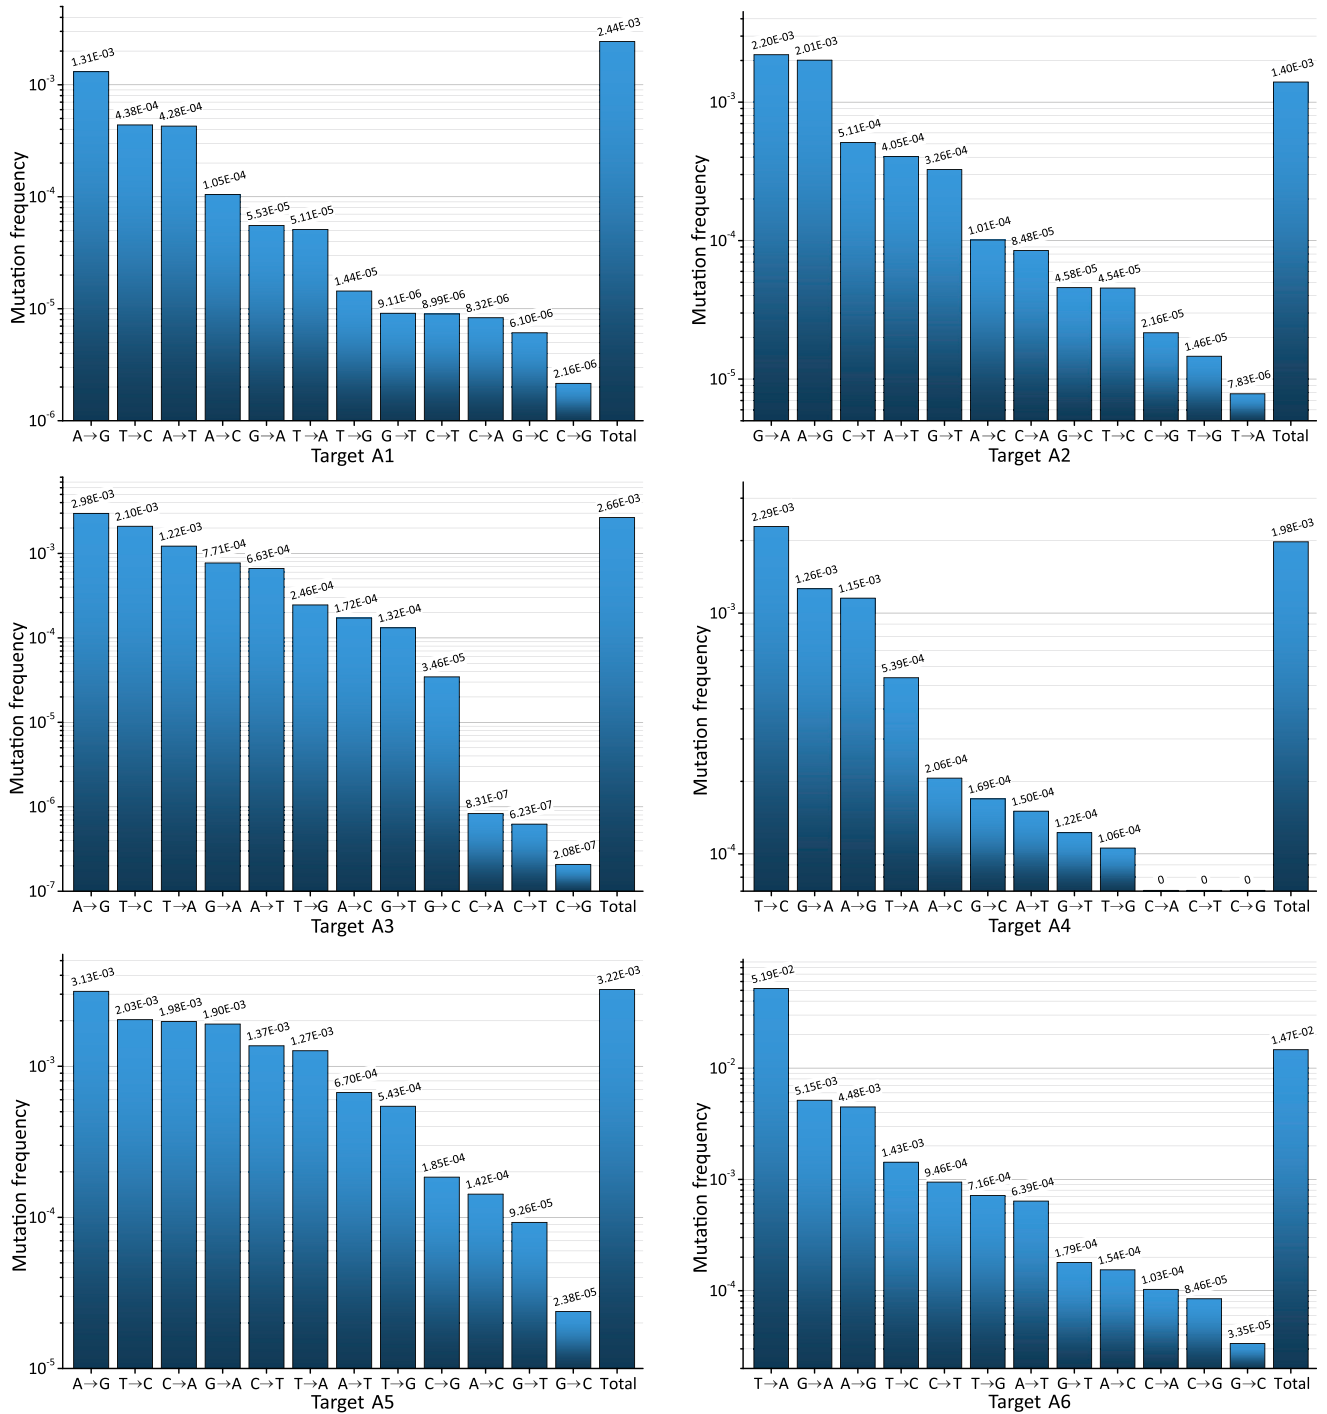 Mutation frequency
10-3
10-4
10-5
10-6
1.31E-03 4.38E-04 4.28E-04 1.05E-04 5.53E-05 5.11E-05 1.44E-05 9.11E-06 8.99E-06 8.32E-06 6.10E-06 2.16E-06 2.44E-03
A→G T→C A→T A→C G→A T→A T→G G→T C→T C→A G→C C→G Total
Target A1
Mutation frequency
10-3
10-4
10-5
2.20E-03 2.01E-03 5.11E-04 4.05E-04 3.26E-04 1.01E-04 8.48E-05 4.58E-05 4.54E-05 2.16E-05 1.46E-05 7.83E-06 1.40E-03
G→A A→G C→T A→T G→T A→C C→A G→C T→C C→G T→G T→A Total
Target A2
Mutation frequency
10-3
10-4
10-5
10-6
10-7
2.98E-03 2.10E-03 1.22E-03 7.71E-04 6.63E-04 2.46E-04 1.72E-04 1.32E-04 3.46E-05 8.31E-07 6.23E-07 2.08E-07 2.66E-03
A→G T→C T→A G→A A→T T→G A→C G→T G→C C→A C→T C→G Total
Target A3
Mutation frequency
10-3
10-4
2.29E-03 1.26E-03 1.15E-03 5.39E-04 2.06E-04 1.69E-04 1.50E-04 1.22E-04 1.06E-04 0 0 0 1.98E-03
T→C G→A A→G T→A A→C G→C A→T G→T T→G C→A C→T C→G Total
Target A4
Mutation frequency
10-3
10-4
10-5
3.13E-03 2.03E-03 1.98E-03 1.90E-03 1.37E-03 1.27E-03 6.70E-04 5.43E-04 1.85E-04 1.42E-04 9.26E-05 2.38E-05 3.22E-03
A→G T→C C→A G→A C→T T→A A→T T→G C→G A→C G→T G→C Total
Target A5
Mutation frequency
10-2
10-3
10-4
5.19E-02 5.15E-03 4.48E-03 1.43E-03 9.46E-04 7.16E-04 6.39E-04 1.79E-04 1.54E-04 1.03E-04 8.46E-05 3.35E-05 1.47E-02
T→A G→A A→G T→C C→T T→G A→T G→T A→C C→A C→G G→C Total
Target A6